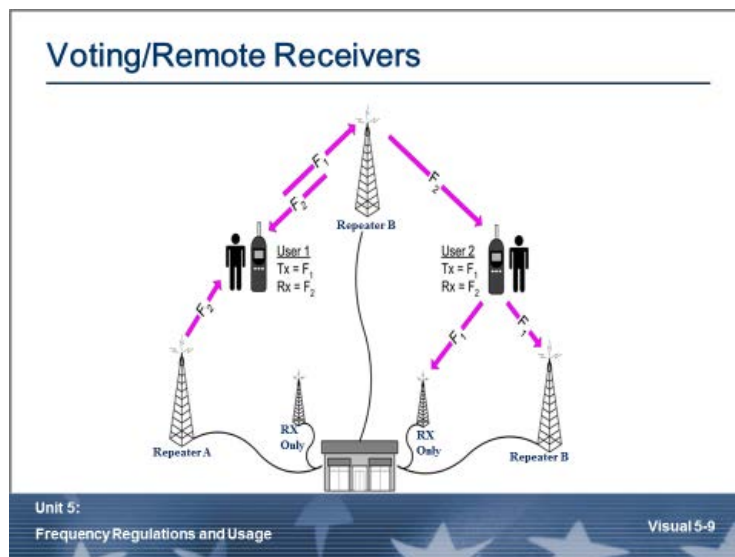 Voting/Remote Receivers
F1
F2
F2
Repeater B
User 1
Tx = F1
Rx = F2
User 2
Tx = F1
Rx = F2
F2
F1
F1
Repeater A
RX
Only
RX
Only
Repeater B
Unit 5:
Frequency Regulations and Usage
Visual 5-9